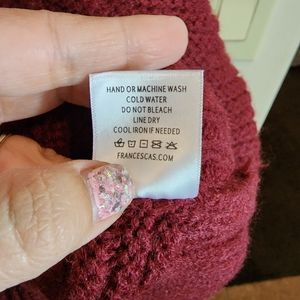 HAND OR MACHINE WASH
COLD WATER
DO NOT BLEACH
LINE DRY
COOL IRON IF NEEDED
FRANCESCAS.COM